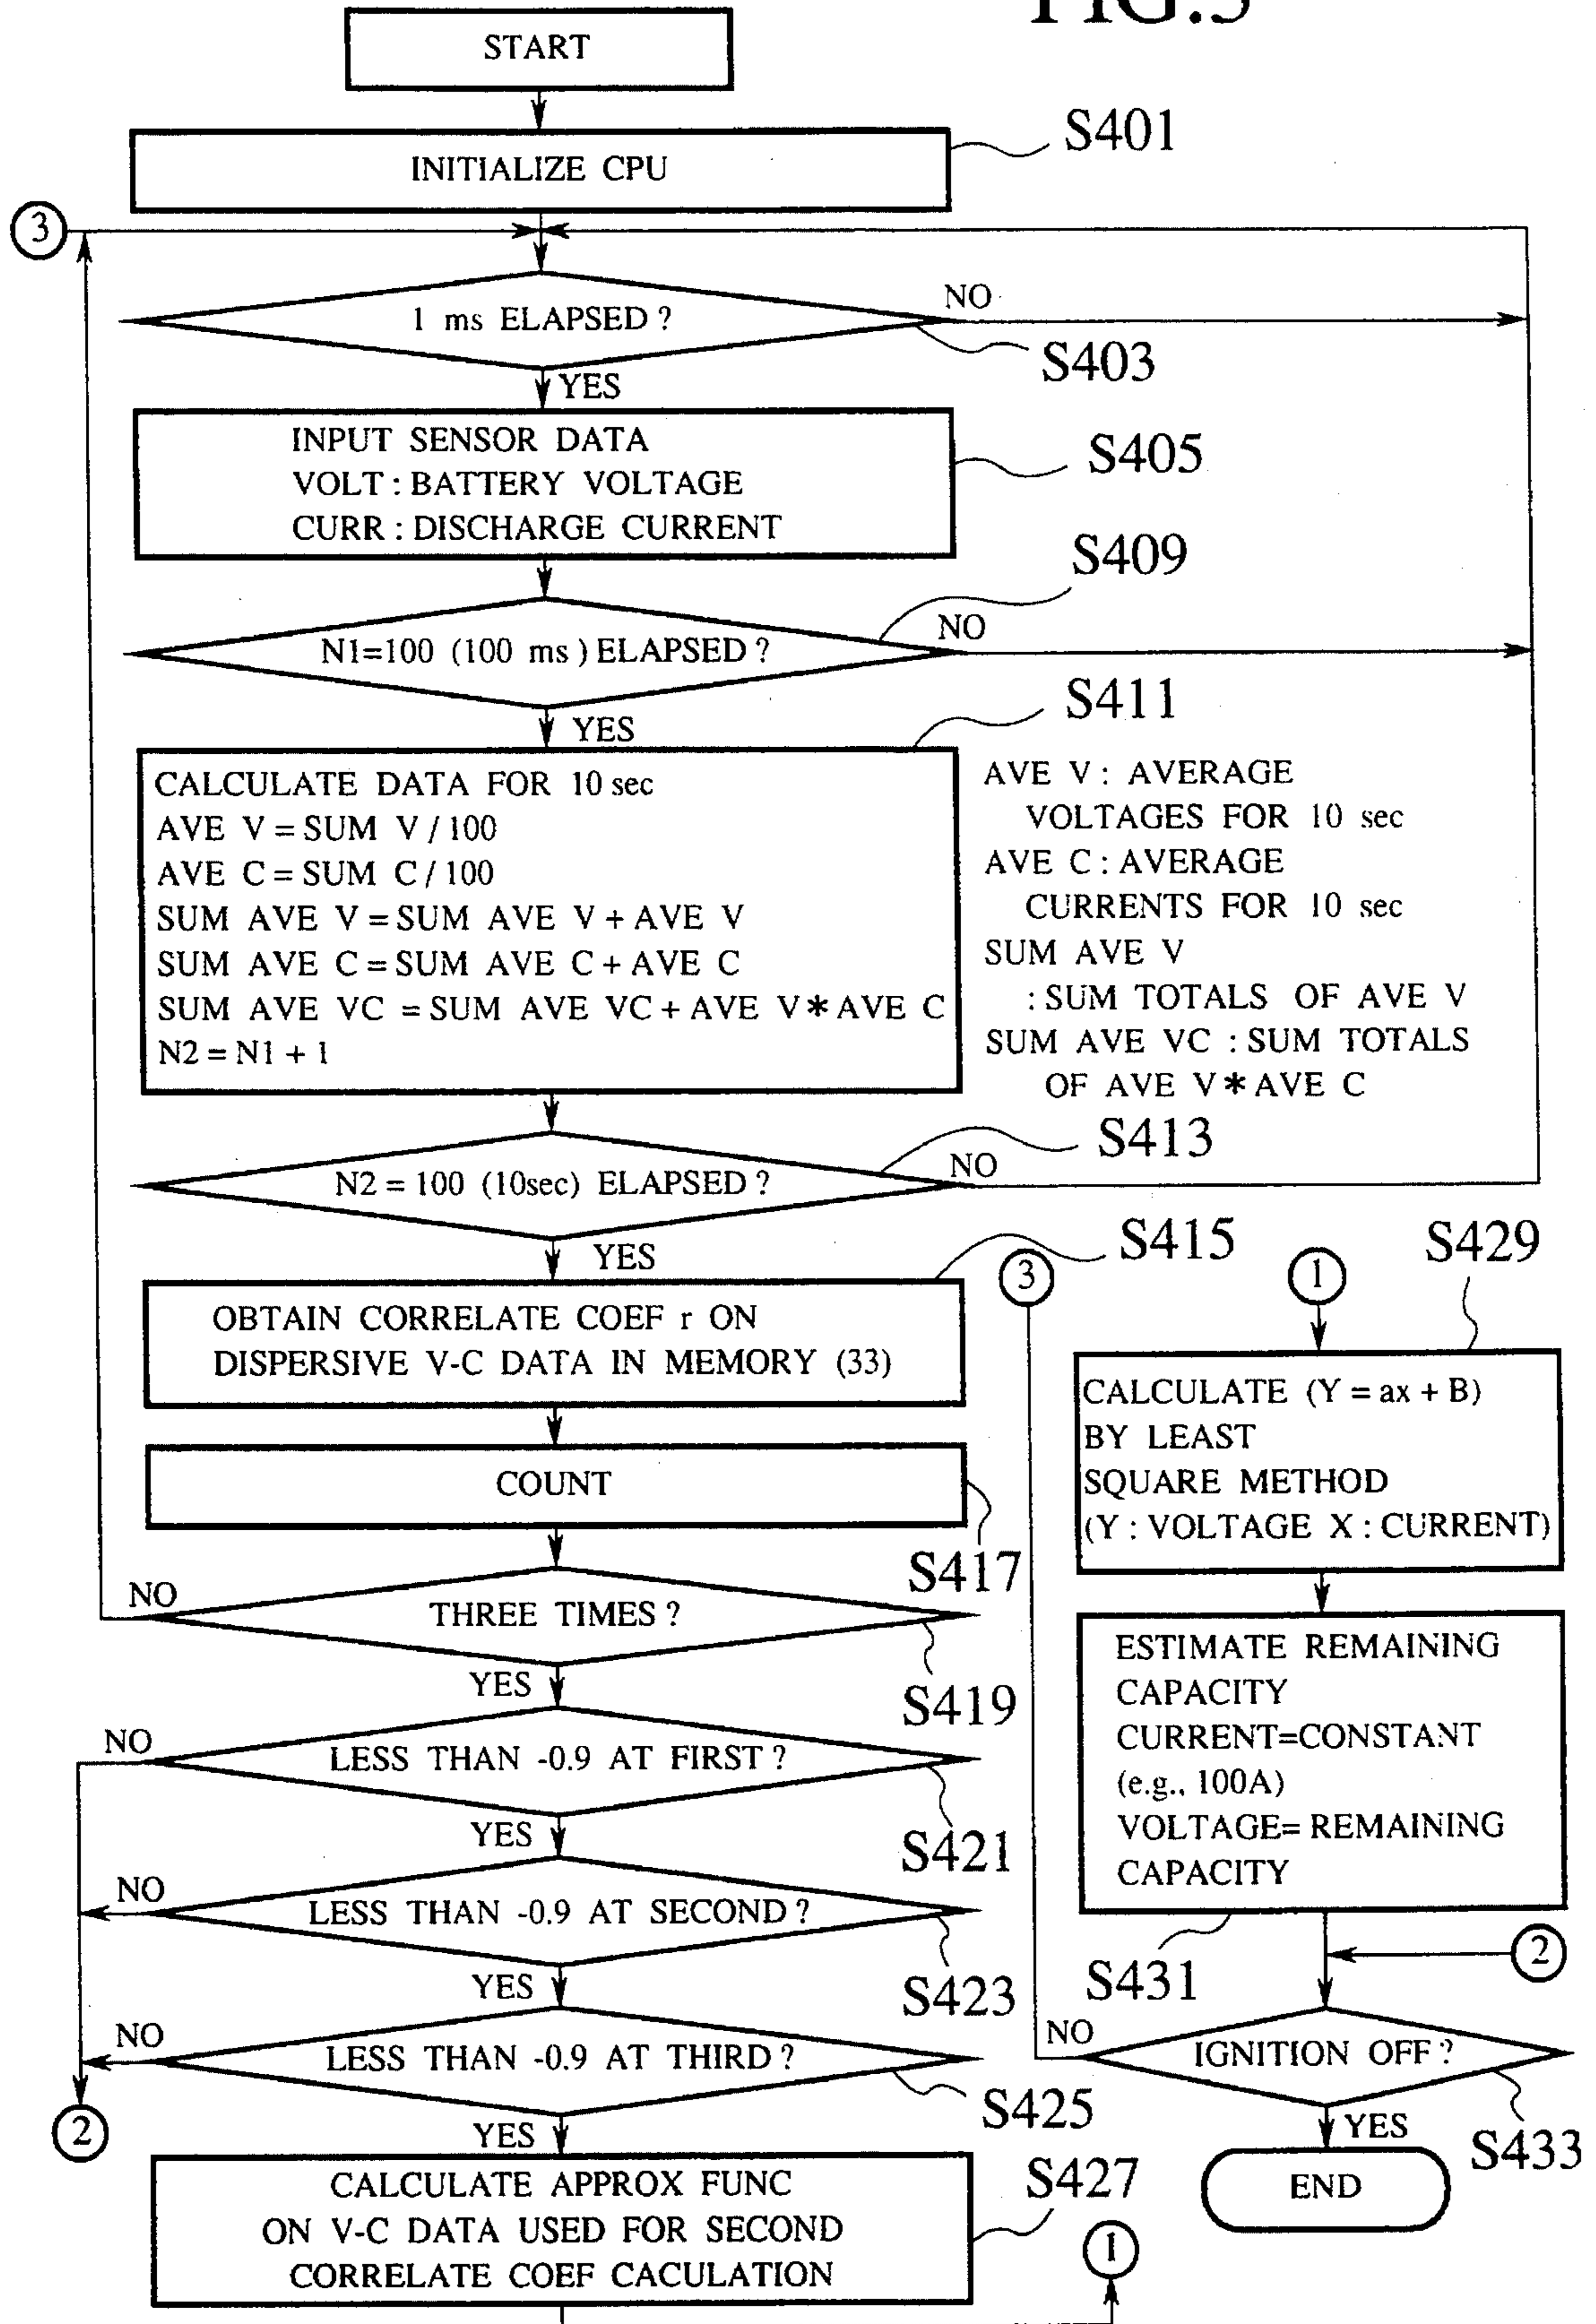 FIG.5
START
S401
INITIALIZE CPU
3
1 ms ELAPSED ?
NO
S403
YES
INPUT SENSOR DATA
VOLT : BATTERY VOLTAGE
CURR : DISCHARGE CURRENT
S405
S409
N1=100 (100 ms) ELAPSED ?
NO
YES
S411
CALCULATE DATA FOR 10 sec
AVE V = SUM V / 100
AVE C = SUM C / 100
SUM AVE V = SUM AVE V + AVE V
SUM AVE C = SUM AVE C + AVE C
SUM AVE VC = SUM AVE VC + AVE V * AVE C
N2 = N1 + 1
AVE V : AVERAGE
VOLTAGES FOR 10 sec
AVE C : AVERAGE
CURRENTS FOR 10 sec
SUM AVE V
: SUM TOTALS OF AVE V
SUM AVE VC : SUM TOTALS
OF AVE V * AVE C
S413
N2 = 100 (10sec) ELAPSED ?
NO
YES
S415
OBTAIN CORRELATE COEF r ON
DISPERSIVE V-C DATA IN MEMORY (33)
COUNT
S417
THREE TIMES ?
NO
YES
S419
LESS THAN -0.9 AT FIRST ?
NO
YES
S421
LESS THAN -0.9 AT SECOND ?
NO
YES
S423
LESS THAN -0.9 AT THIRD ?
NO
YES
S425
2
CALCULATE APPROX FUNC
ON V-C DATA USED FOR SECOND
CORRELATE COEF CACULATION
S427
1
3
1
S429
CALCULATE (Y = ax + B)
BY LEAST
SQUARE METHOD
(Y : VOLTAGE X : CURRENT)
ESTIMATE REMAINING
CAPACITY
CURRENT=CONSTANT
(e.g., 100A)
VOLTAGE= REMAINING
CAPACITY
S431
2
IGNITION OFF ?
NO
YES
S433
END